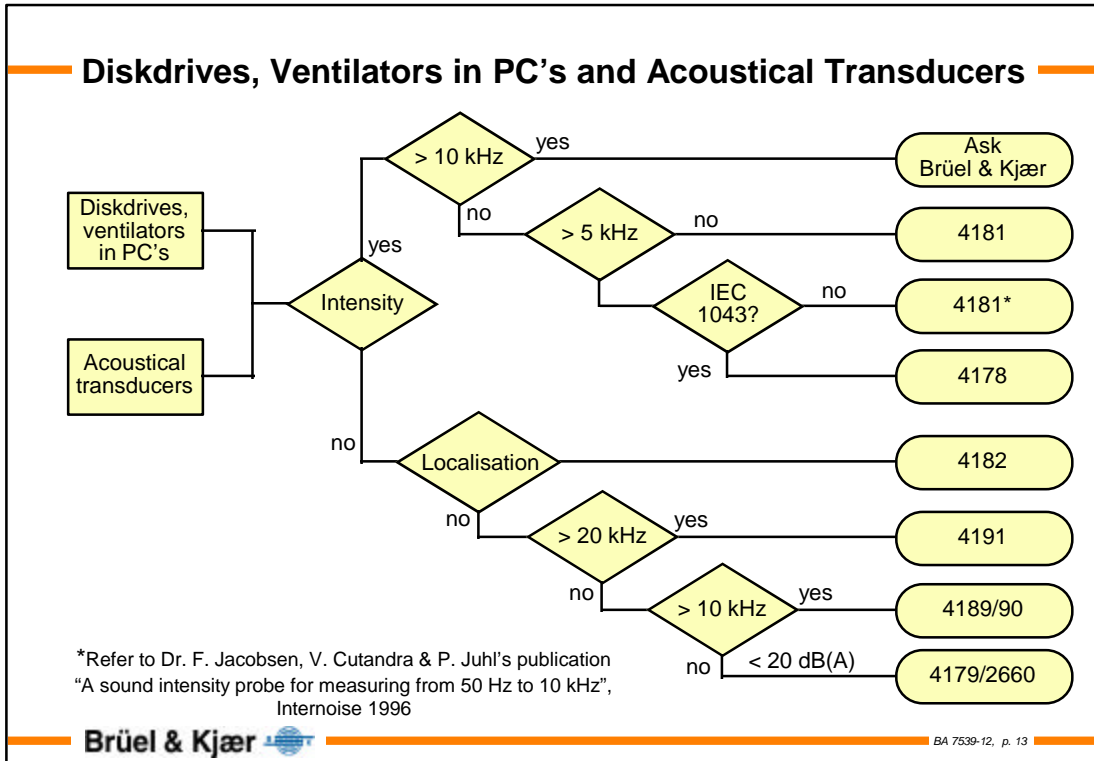 Diskdrives, Ventilators in PC's and Acoustical Transducers
> 10 kHz
yes
Ask
Brüel & Kjær
no
Diskdrives,
ventilators
in PC's
> 5 kHz
no
4181
yes
Intensity
IEC
1043?
no
4181*
Acoustical
transducers
yes
4178
no
Localisation
4182
no
> 20 kHz
yes
4191
no
> 10 kHz
yes
4189/90
no
< 20 dB(A)
4179/2660
*Refer to Dr. F. Jacobsen, V. Cutandra & P. Juhl's publication
“A sound intensity probe for measuring from 50 Hz to 10 kHz”,
Internoise 1996
Brüel & Kjær
BA 7539-12, p. 13